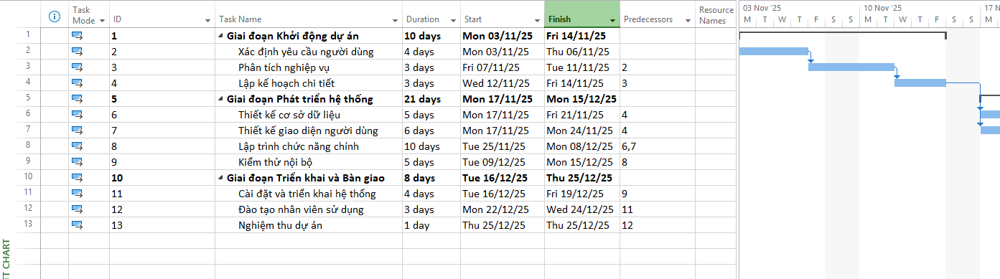 03 Nov '25 10 Nov '25 17 N
Task Mode ID Task Name Duration Start Finish Predecessors Resource Names M T W T F S S M T W T F S S M T
1 1 Giai đoạn Khởi động dự án 10 days Mon 03/11/25 Fri 14/11/25
2 2 Xác định yêu cầu người dùng 4 days Mon 03/11/25 Thu 06/11/25
3 3 Phân tích nghiệp vụ 3 days Fri 07/11/25 Tue 11/11/25 2
4 4 Lập kế hoạch chi tiết 3 days Wed 12/11/25 Fri 14/11/25 3
5 5 Giai đoạn Phát triển hệ thống 21 days Mon 17/11/25 Mon 15/12/25
6 6 Thiết kế cơ sở dữ liệu 5 days Mon 17/11/25 Fri 21/11/25 4
7 7 Thiết kế giao diện người dùng 6 days Mon 17/11/25 Mon 24/11/25 4
8 8 Lập trình chức năng chính 10 days Tue 25/11/25 Mon 08/12/25 6,7
9 9 Kiểm thử nội bộ 5 days Tue 09/12/25 Mon 15/12/25 8
10 10 Giai đoạn Triển khai và Bàn giao 8 days Tue 16/12/25 Thu 25/12/25
11 11 Cài đặt và triển khai hệ thống 4 days Tue 16/12/25 Fri 19/12/25 9
12 12 Đào tạo nhân viên sử dụng 3 days Mon 22/12/25 Wed 24/12/25 11
13 13 Nghiệm thu dự án 1 day Thu 25/12/25 Thu 25/12/25 12
TT CHART